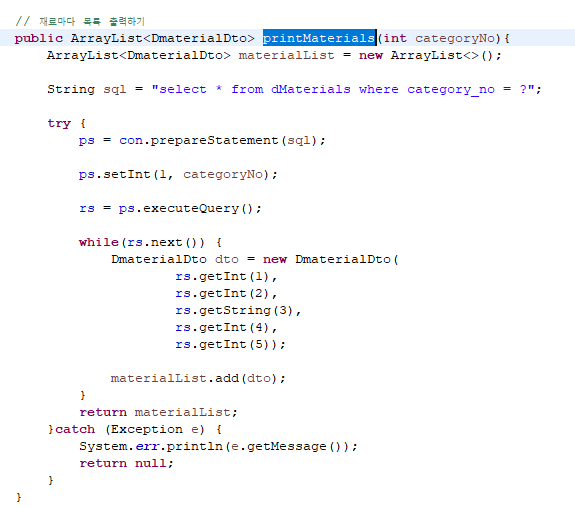 // 재료마다 목록 출력하기
public ArrayList<DmaterialDto> printMaterials(int categoryNo){
ArrayList<DmaterialDto> materialList = new ArrayList<>();
String sql = "select * from dMaterials where category_no = ?";
try {
ps = con.prepareStatement(sql);
ps.setInt(1, categoryNo);
rs = ps.executeQuery();
while(rs.next()) {
DmaterialDto dto = new DmaterialDto(
rs.getInt(1),
rs.getInt(2),
rs.getString(3),
rs.getInt(4),
rs.getInt(5));
materialList.add(dto);
}
return materialList;
}catch (Exception e) {
System.err.println(e.getMessage());
return null;
}
}